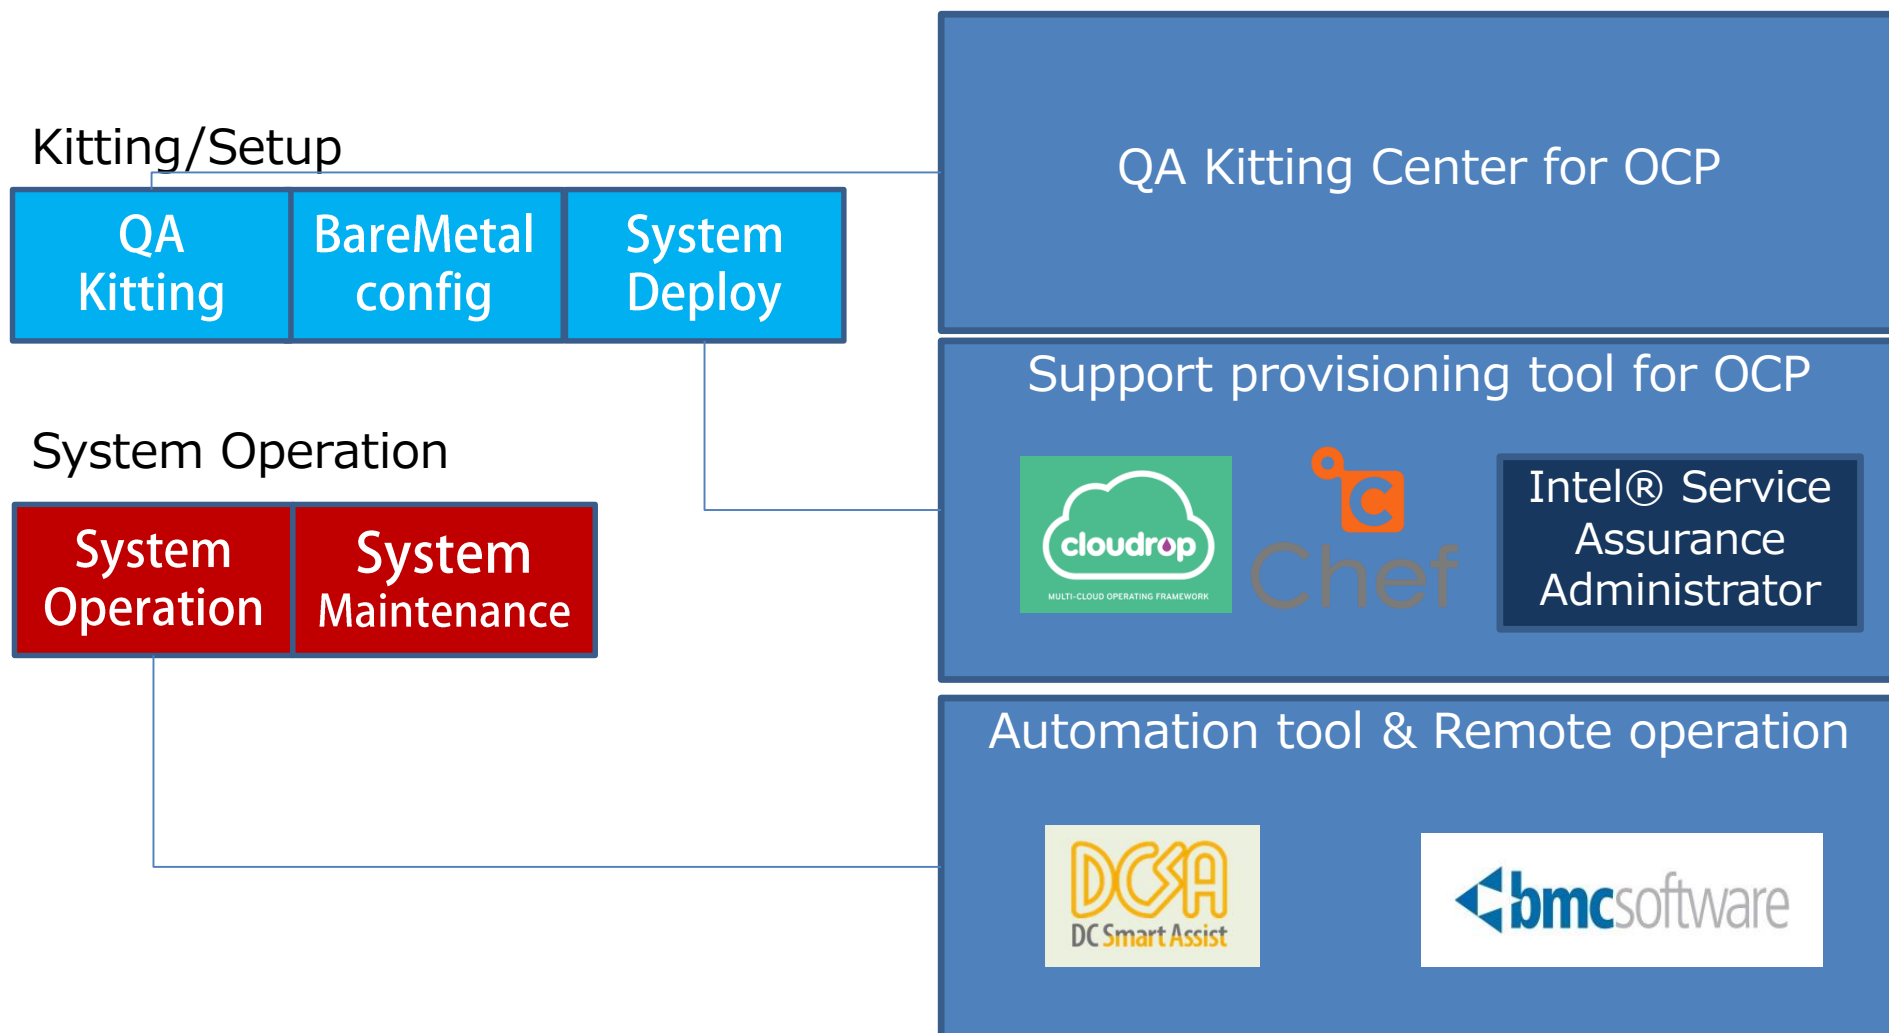 Kitting/Setup
QA
Kitting
BareMetal
config
System
Deploy
System Operation
System
Operation
System
Maintenance
QA Kitting Center for OCP
Support provisioning tool for OCP
cloudrop
MULTI-CLOUD OPERATING FRAMEWORK
C
Chef
Intel® Service
Assurance
Administrator
Automation tool & Remote operation
DCSA
DC Smart Assist
bmcsoftware